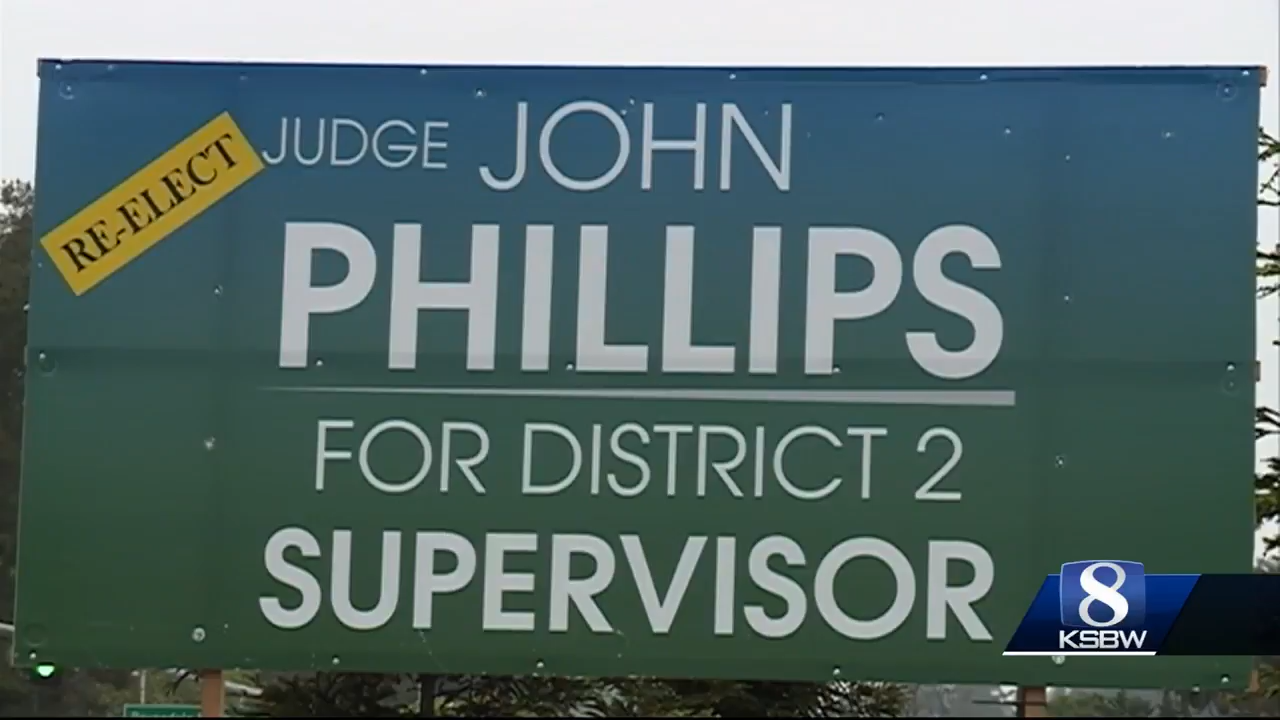 RE-ELECT
JUDGE JOHN
PHILLIPS
FOR DISTRICT 2
SUPERVISOR
8
KSBW